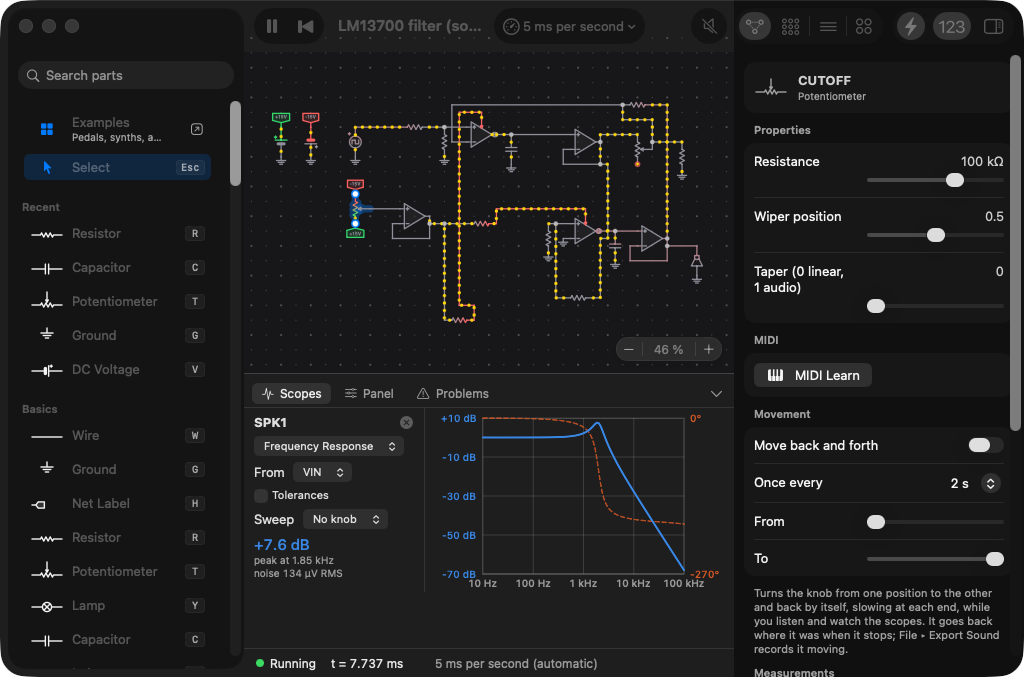 LM13700 filter (so...
5 ms per second
123
Search parts
Examples
Pedals, synths, a...
Select
Esc
Recent
Resistor
R
Capacitor
C
Potentiometer
T
Ground
G
DC Voltage
V
Basics
Wire
W
Ground
G
Net Label
H
Resistor
R
Potentiometer
T
Lamp
Y
Capacitor
C
+15V
-15V
-15V
+15V
46 %
Scopes
Panel
Problems
SPK1
Frequency Response
From
VIN
Tolerances
Sweep
No knob
+7.6 dB
peak at 1.85 kHz
noise 134 µV RMS
+10 dB
-10 dB
-30 dB
-50 dB
-70 dB
0°
-270°
10 Hz
100 Hz
1 kHz
10 kHz
100 kHz
Running
t = 7.737 ms
5 ms per second (automatic)
CUTOFF
Potentiometer
Properties
Resistance
100 kΩ
Wiper position
0.5
Taper (0 linear,
1 audio)
0
MIDI
MIDI Learn
Movement
Move back and forth
Once every
2 s
From
To
Turns the knob from one position to the other
and back by itself, slowing at each end, while
you listen and watch the scopes. It goes back
where it was when it stops; File ▸ Export Sound
records it moving.
Measurements